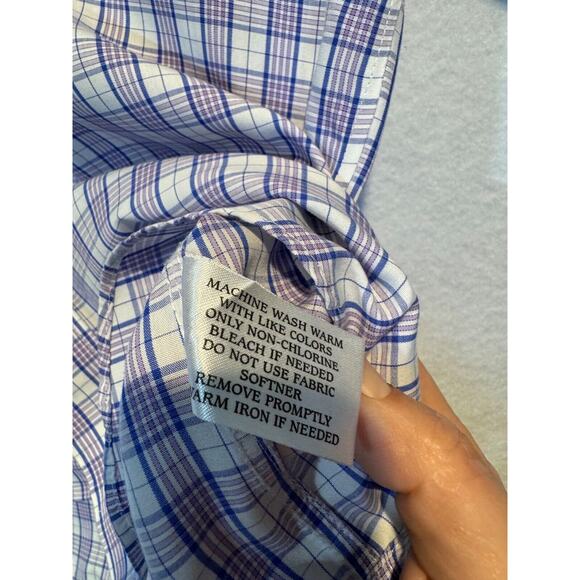 MACHINE WASH WARM
WITH LIKE COLORS
ONLY NON-CHLORINE
BLEACH IF NEEDED
DO NOT USE FABRIC
SOFTNER
REMOVE PROMPTLY
ARM IRON IF NEEDED